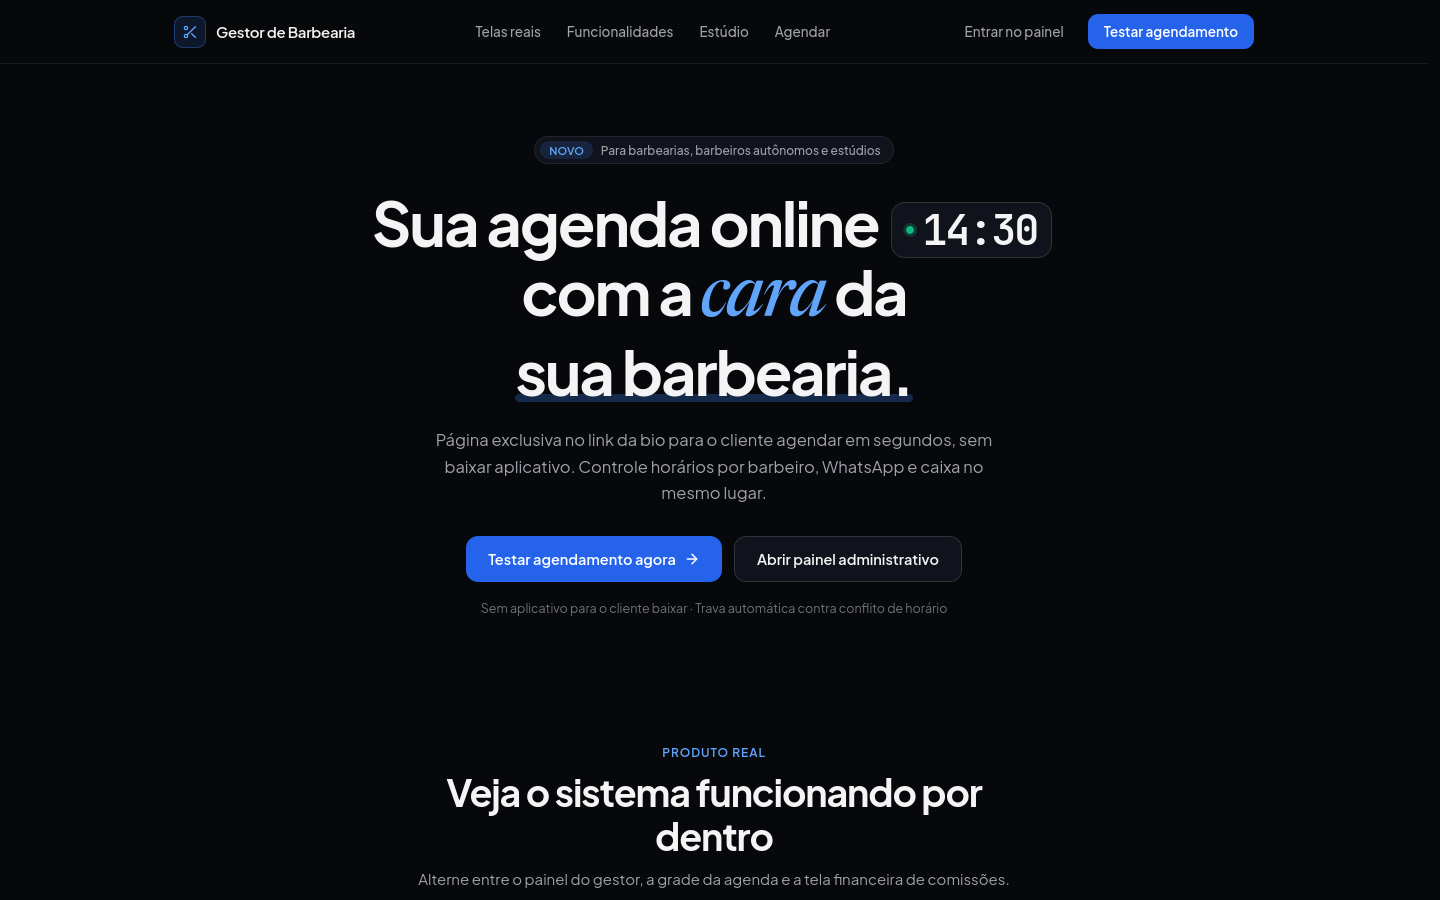 Gestor de Barbearia
Telas reais
Funcionalidades
Estúdio
Agendar
Entrar no painel
Testar agendamento
NOVO Para barbearias, barbeiros autônomos e estúdios
Sua agenda online 14:30
com a cara da
sua barbearia.
Página exclusiva no link da bio para o cliente agendar em segundos, sem
baixar aplicativo. Controle horários por barbeiro, WhatsApp e caixa no
mesmo lugar.
Testar agendamento agora →
Abrir painel administrativo
Sem aplicativo para o cliente baixar · Trava automática contra conflito de horário
PRODUTO REAL
Veja o sistema funcionando por
dentro
Alterne entre o painel do gestor, a grade da agenda e a tela financeira de comissões.